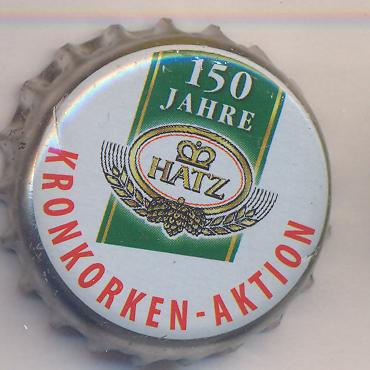 150
JAHRE
HATZ
KRONKORKEN-AKTION